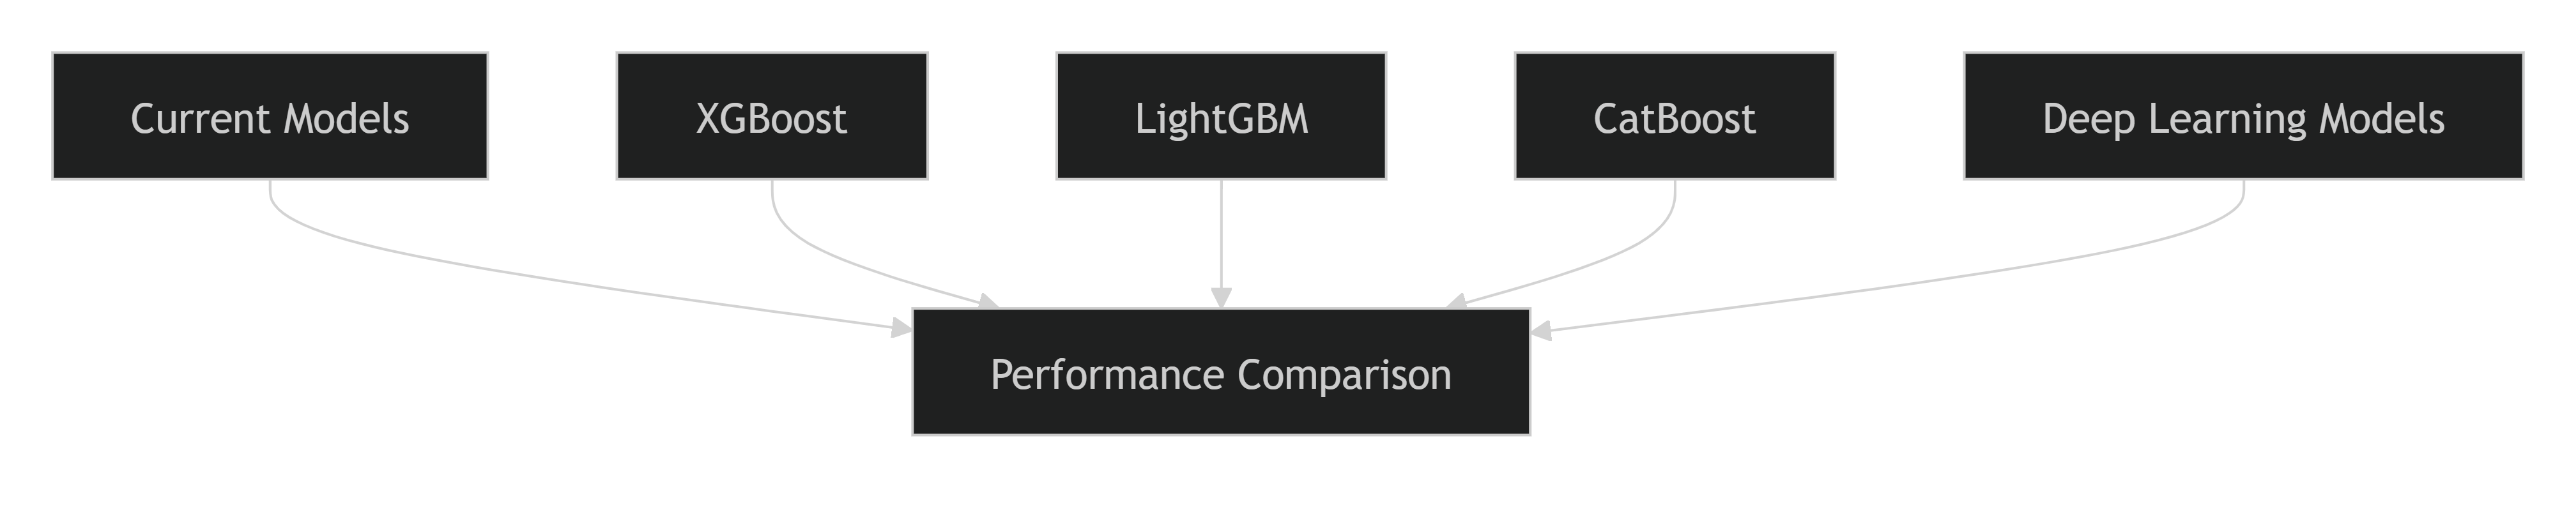 Current Models
XGBoost
LightGBM
CatBoost
Deep Learning Models
Performance Comparison